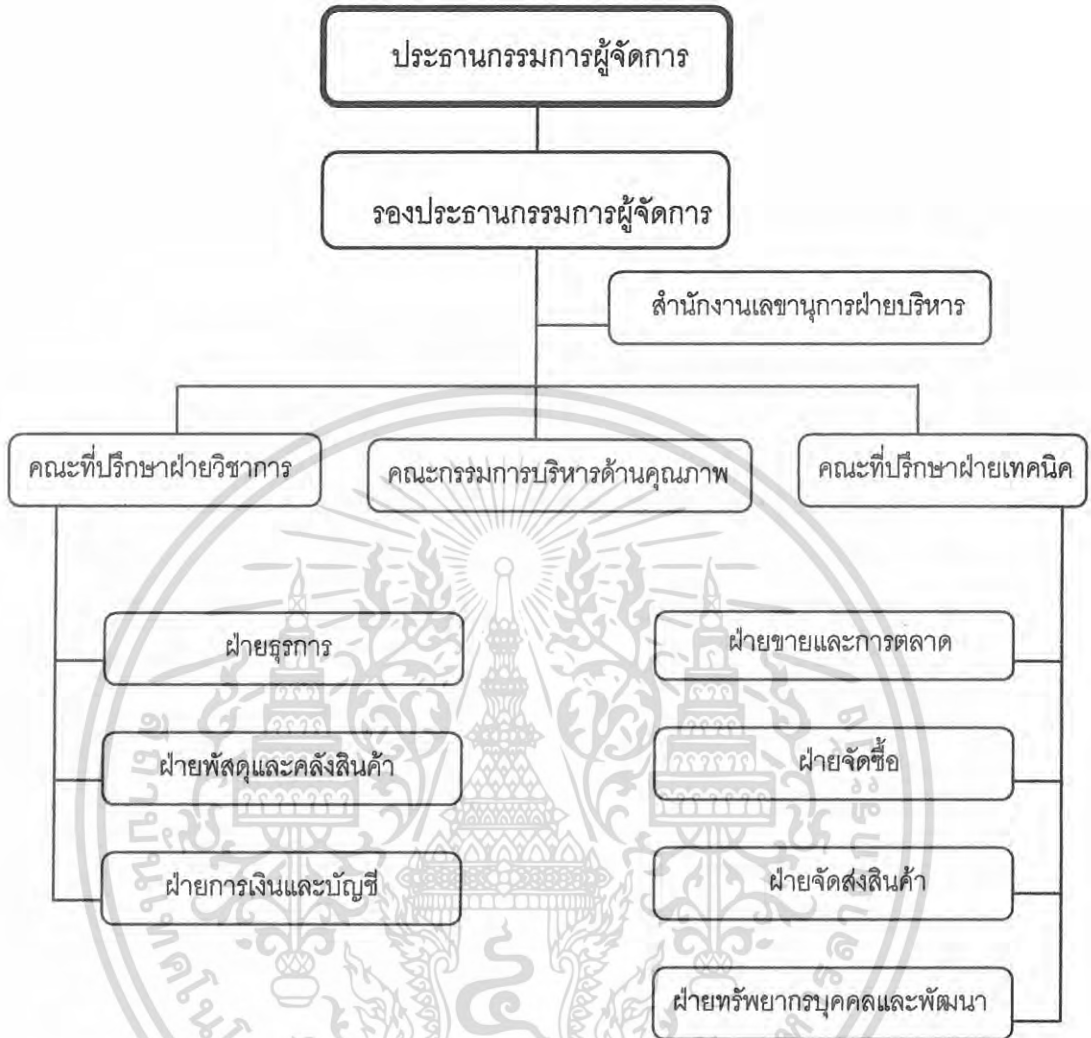 ประธานกรรมการผู้จัดการ
รองประธานกรรมการผู้จัดการ
สำนักงานเลขานุการฝ่ายบริหาร
คณะที่ปรึกษาฝ่ายวิชาการ
คณะกรรมการบริหารด้านคุณภาพ
คณะที่ปรึกษาฝ่ายเทคนิค
ฝ่ายธุรการ
ฝ่ายขายและการตลาด
ฝ่ายพัสดุและคลังสินค้า
ฝ่ายจัดซื้อ
ฝ่ายการเงินและบัญชี
ฝ่ายจัดส่งสินค้า
ฝ่ายทรัพยากรบุคคลและพัฒนา